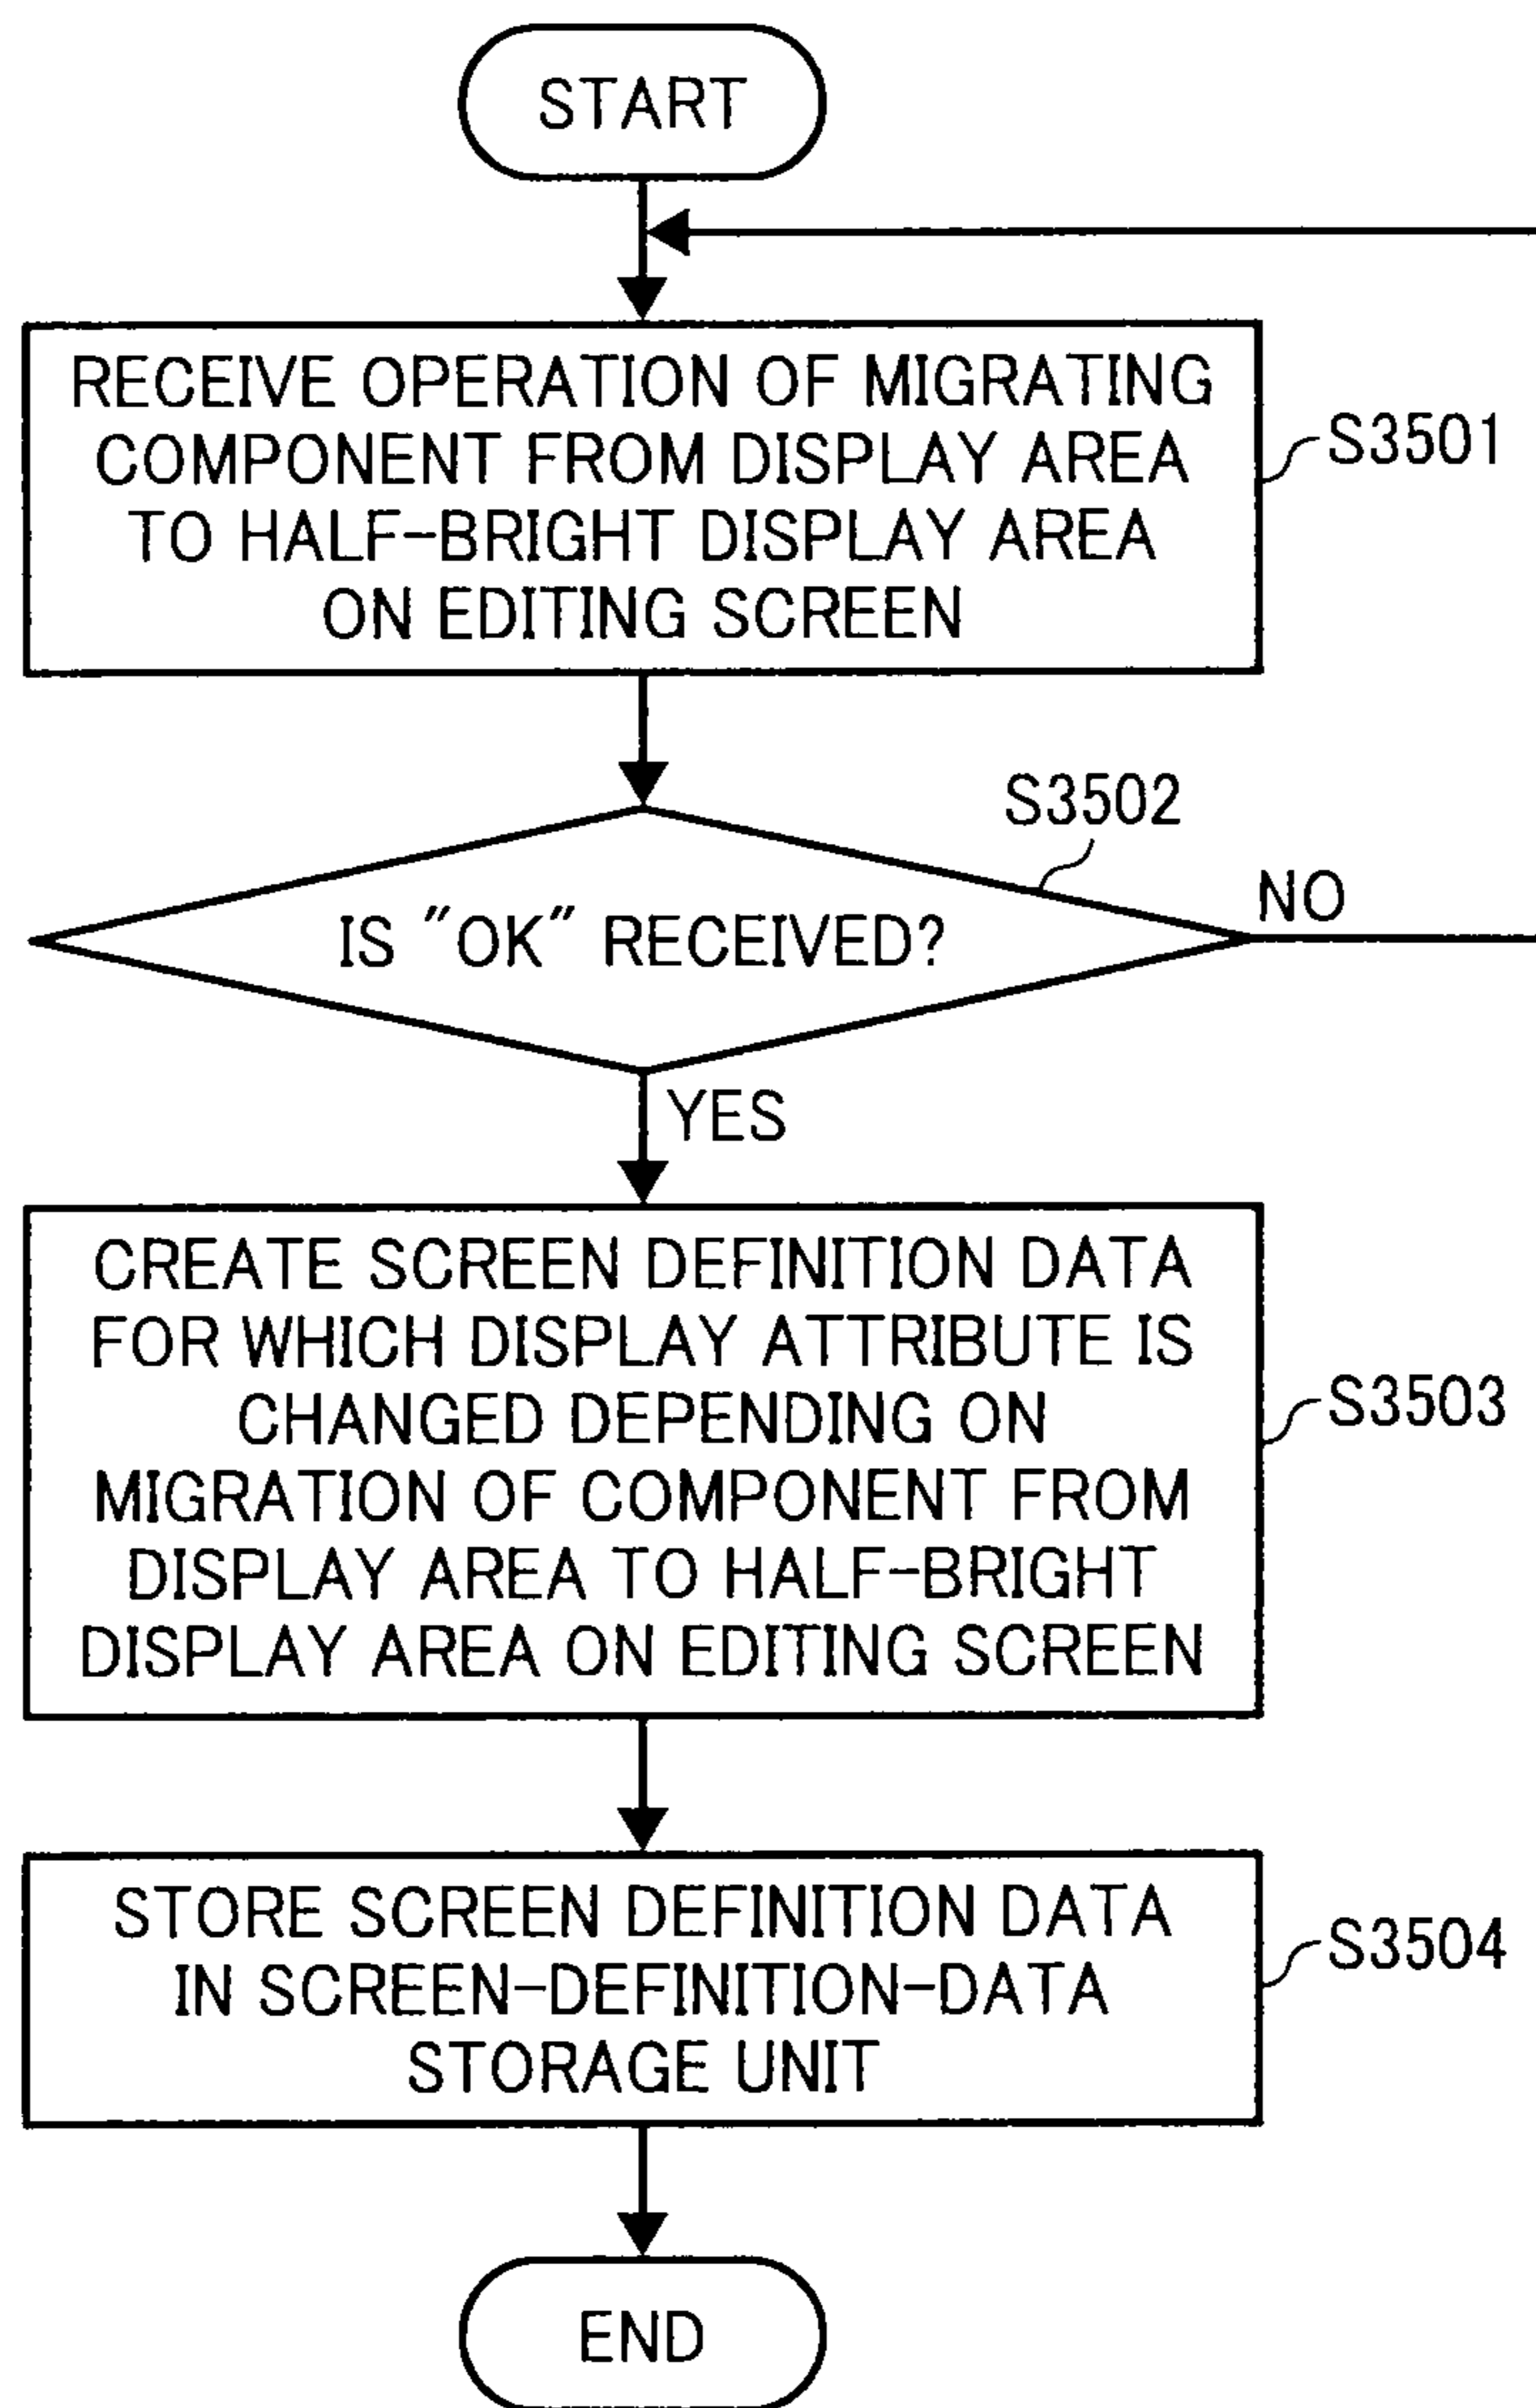 START
RECEIVE OPERATION OF MIGRATING
COMPONENT FROM DISPLAY AREA
TO HALF-BRIGHT DISPLAY AREA
ON EDITING SCREEN
S3501
S3502
IS "OK" RECEIVED?
NO
YES
CREATE SCREEN DEFINITION DATA
FOR WHICH DISPLAY ATTRIBUTE IS
CHANGED DEPENDING ON
MIGRATION OF COMPONENT FROM
DISPLAY AREA TO HALF-BRIGHT
DISPLAY AREA ON EDITING SCREEN
S3503
STORE SCREEN DEFINITION DATA
IN SCREEN-DEFINITION-DATA
STORAGE UNIT
S3504
END